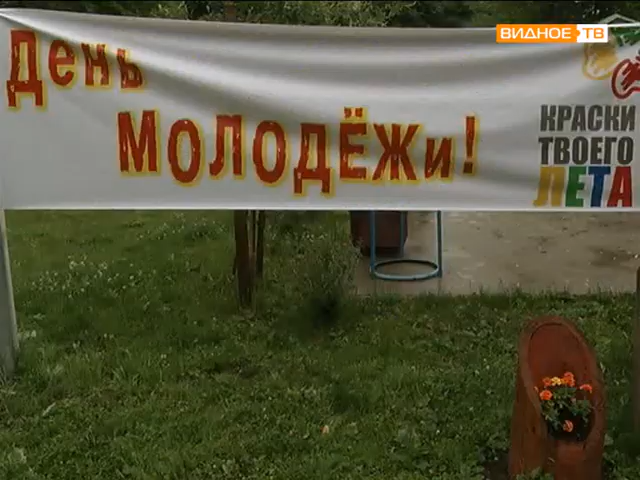 ВИДНОЕ ТВ
День
МОЛОДЁЖи!
КРАСКИ
ТВОЕГО
ЛЕТА